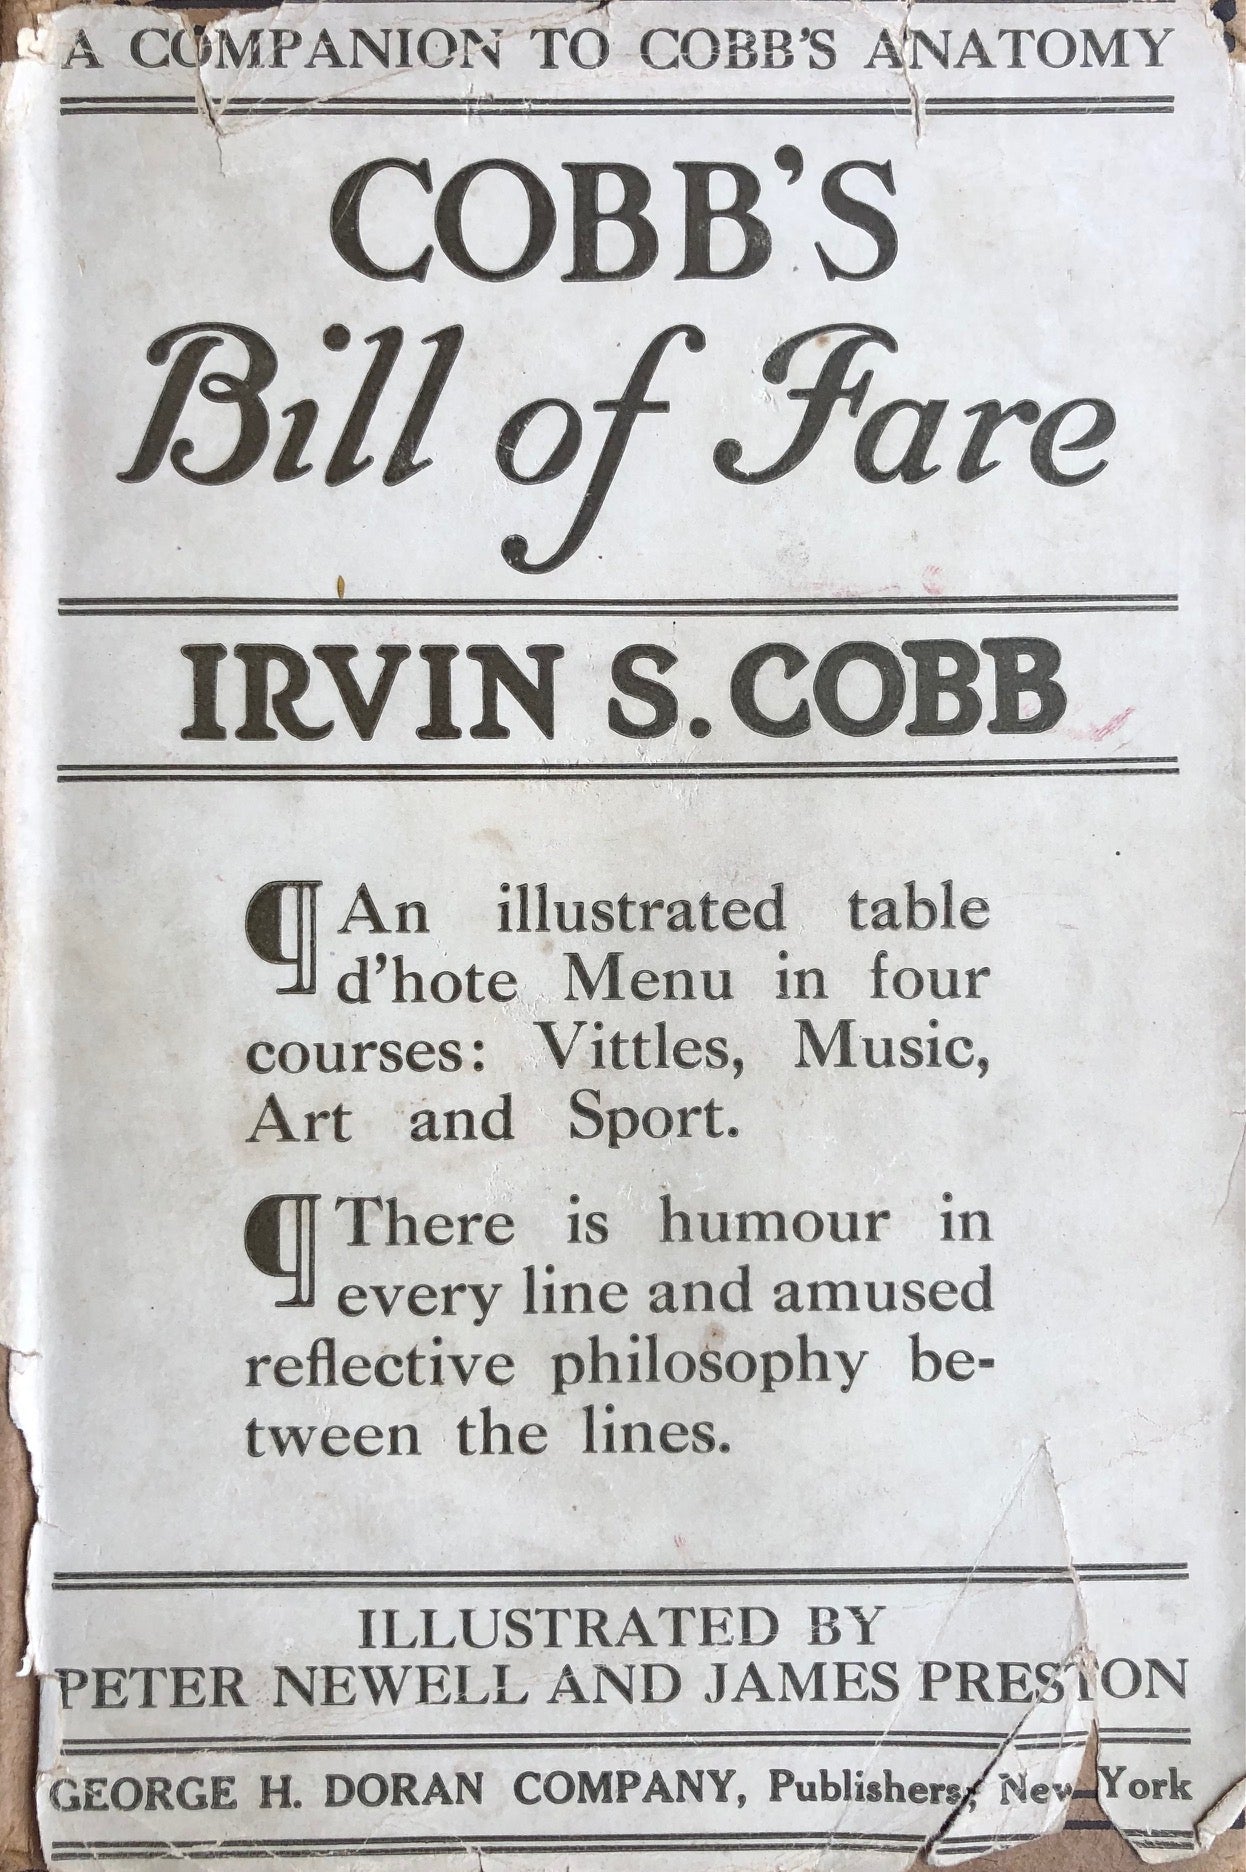 A COMPANION TO COBB'S ANATOMY
COBB'S
Bill of Fare
IRVIN S. COBB
¶ An illustrated table
d'hote Menu in four
courses: Vittles, Music,
Art and Sport.
¶ There is humour in
every line and amused
reflective philosophy be-
tween the lines.
ILLUSTRATED BY
PETER NEWELL AND JAMES PRESTON
GEORGE H. DORAN COMPANY, Publishers, New York